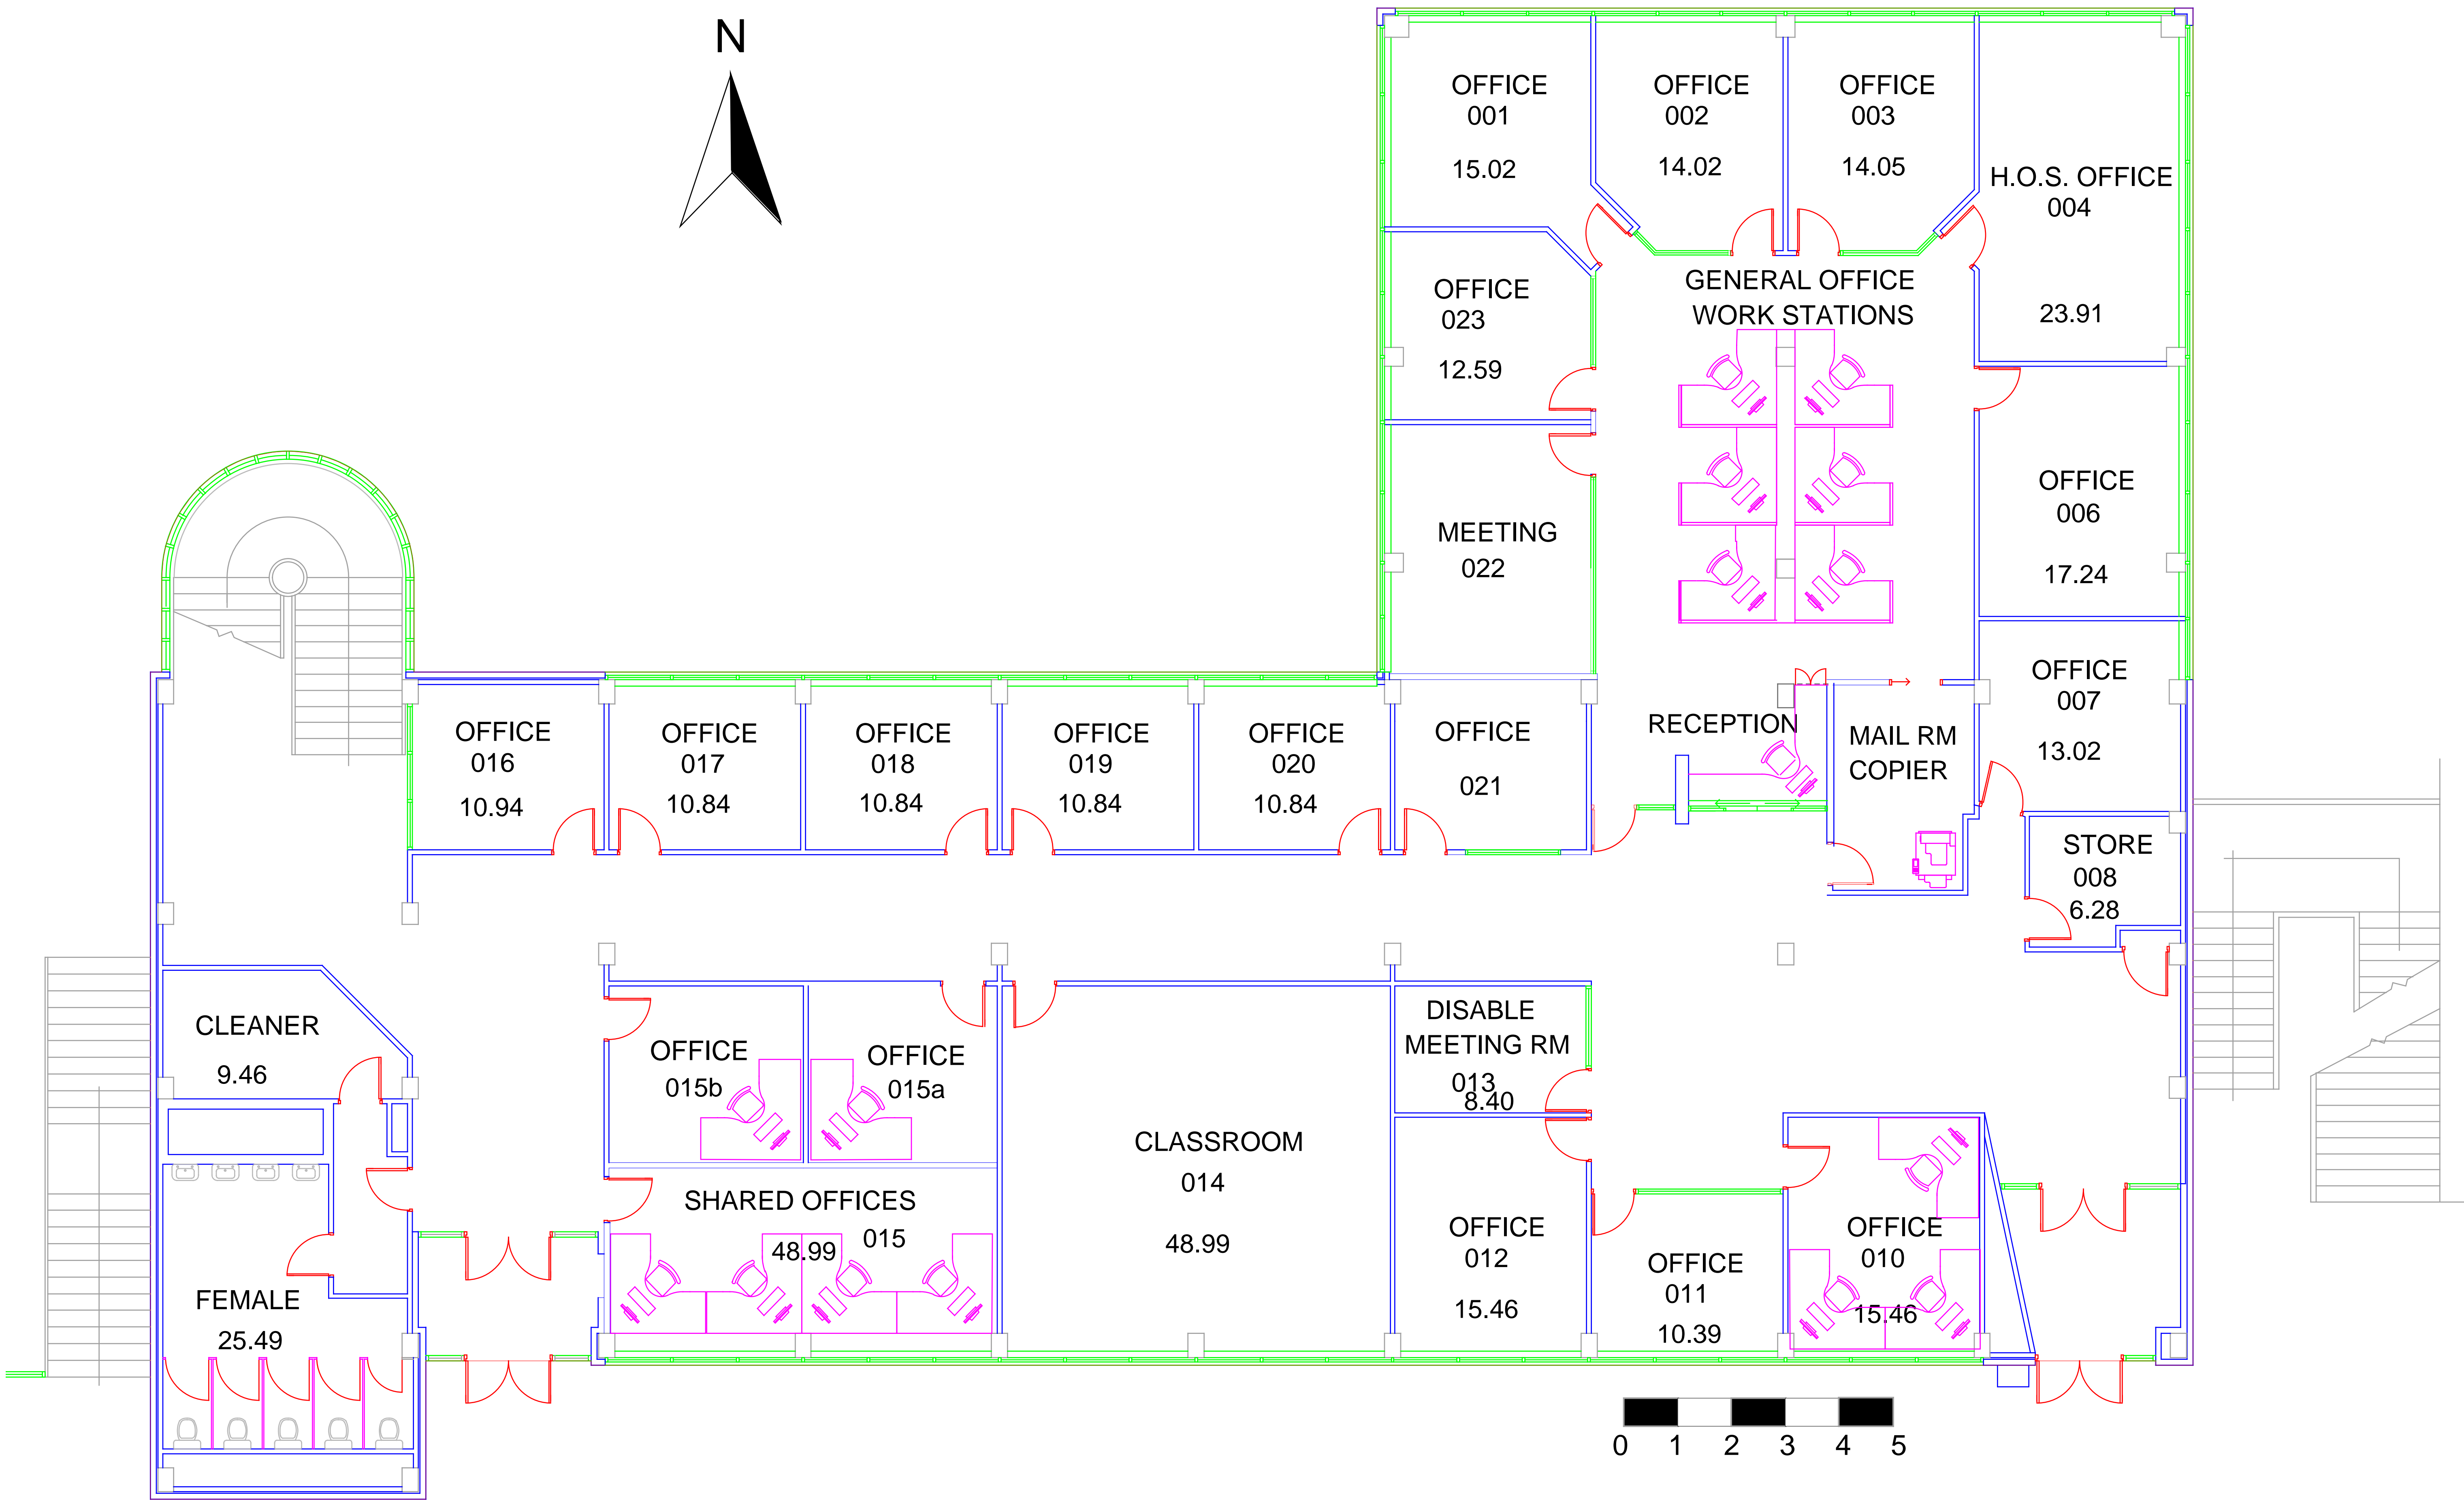 N
OFFICE
001
15.02
OFFICE
002
14.02
OFFICE
003
14.05
H.O.S. OFFICE
004
23.91
OFFICE
023
12.59
GENERAL OFFICE
WORK STATIONS
MEETING
022
OFFICE
006
17.24
OFFICE
007
13.02
OFFICE
016
10.94
OFFICE
017
10.84
OFFICE
018
10.84
OFFICE
019
10.84
OFFICE
020
10.84
OFFICE
021
RECEPTION
MAIL RM
COPIER
STORE
008
6.28
CLEANER
9.46
OFFICE
015b
OFFICE
015a
DISABLE
MEETING RM
013
8.40
CLASSROOM
014
48.99
SHARED OFFICES
015
48.99
OFFICE
012
15.46
OFFICE
011
10.39
OFFICE
010
15.46
FEMALE
25.49
0 1 2 3 4 5